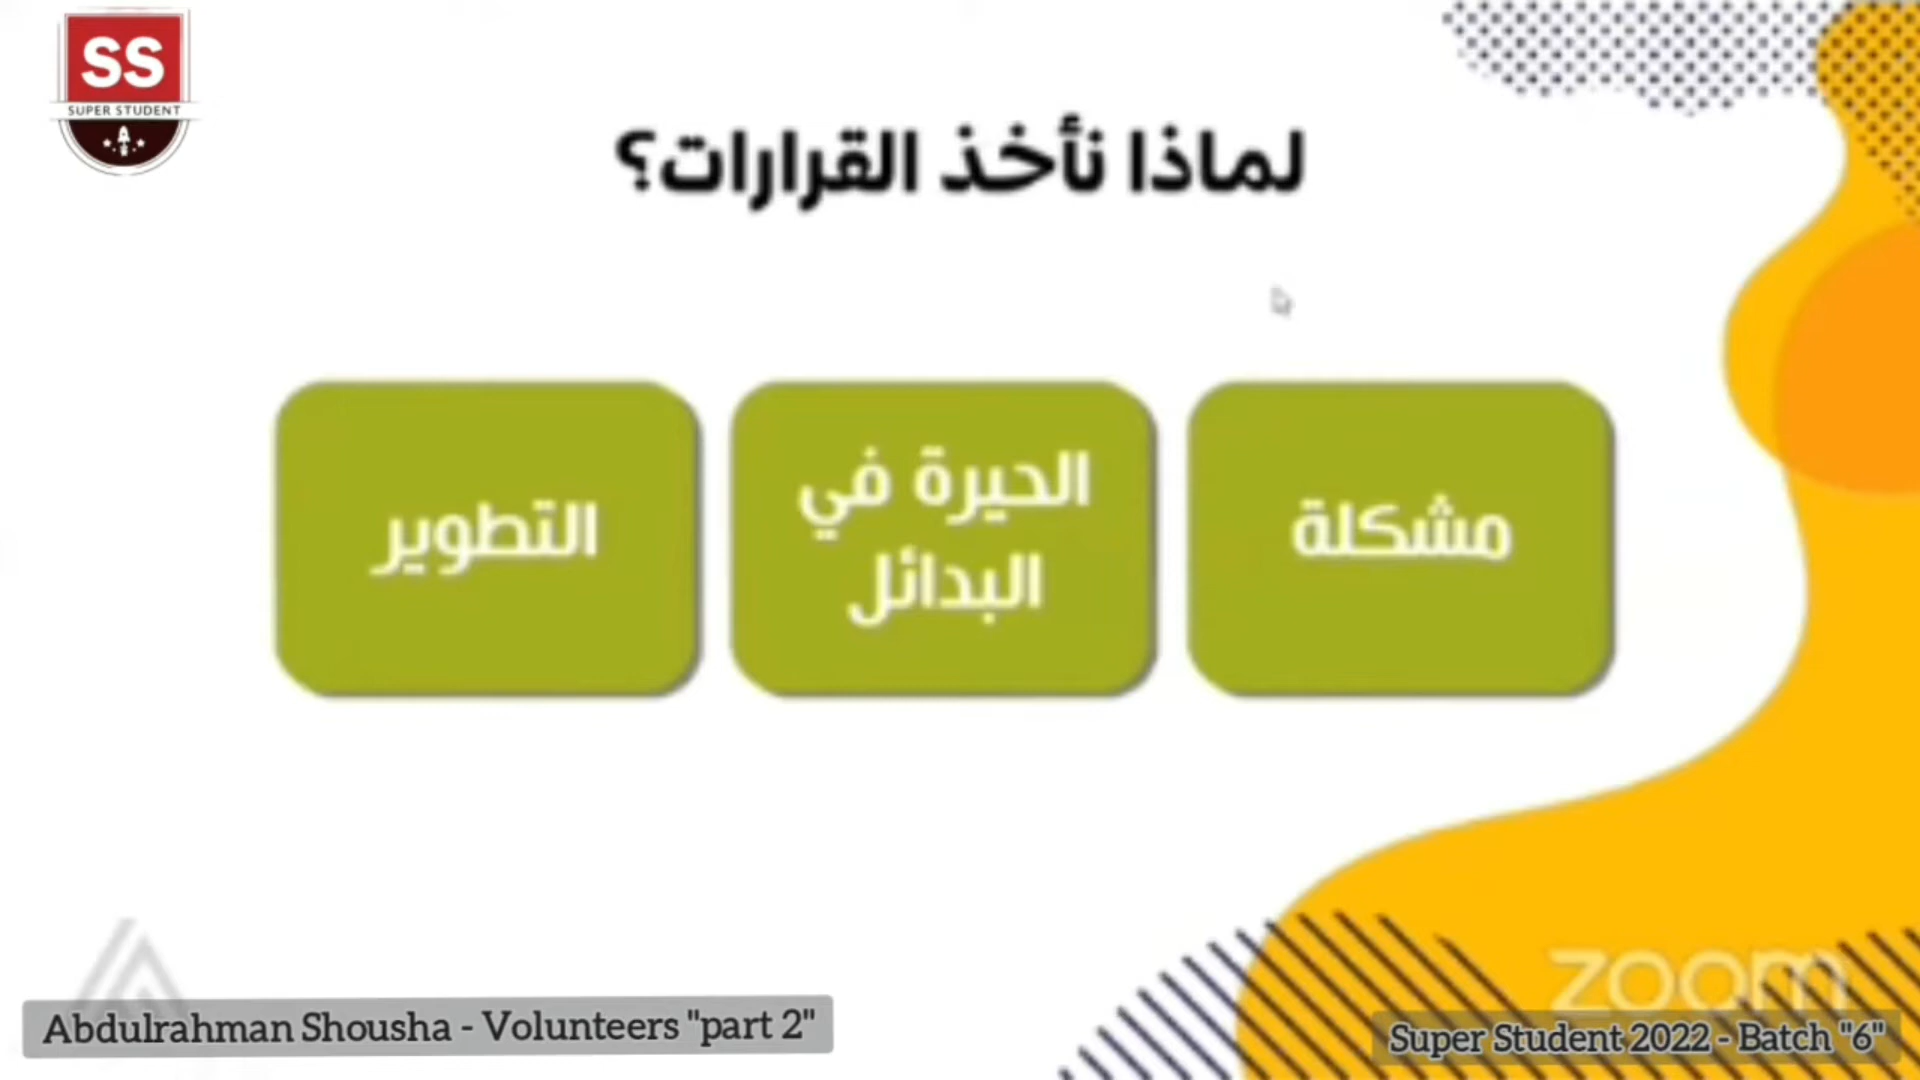 SS
SUPER STUDENT
لماذا نأخذ القرارات؟
مشكلة
الحيرة في
البدائل
التطوير
zoom
Abdulrahman Shousha - Volunteers "part 2"
Super Student 2022 - Batch "6"